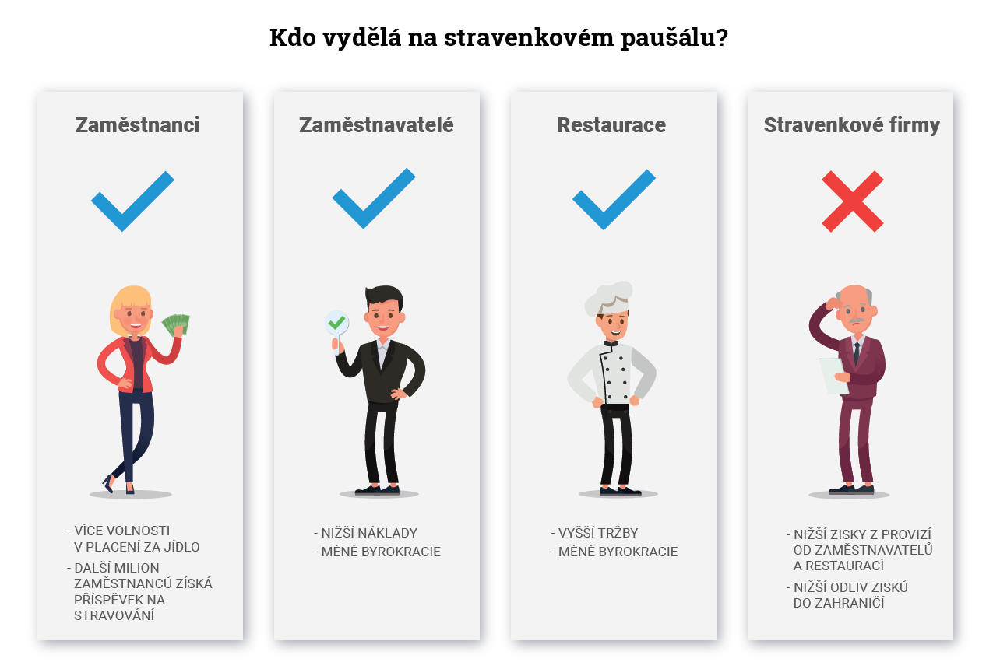 Kdo vydělá na stravenkovém paušálu?
Zaměstnanci
- VÍCE VOLNOSTI
V PLACENÍ ZA JÍDLO
- DALŠÍ MILION
ZAMĚSTNANCŮ ZÍSKÁ
PŘÍSPĚVEK NA
STRAVOVÁNÍ
Zaměstnavatelé
- NIŽŠÍ NÁKLADY
- MÉNĚ BYROKRACIE
Restaurace
- VYŠŠÍ TRŽBY
- MÉNĚ BYROKRACIE
Stravenkové firmy
- NIŽŠÍ ZISKY Z PROVIZÍ
OD ZAMĚSTNAVATELŮ
A RESTAURACÍ
- NIŽŠÍ ODLIV ZISKŮ
DO ZAHRANIČÍ